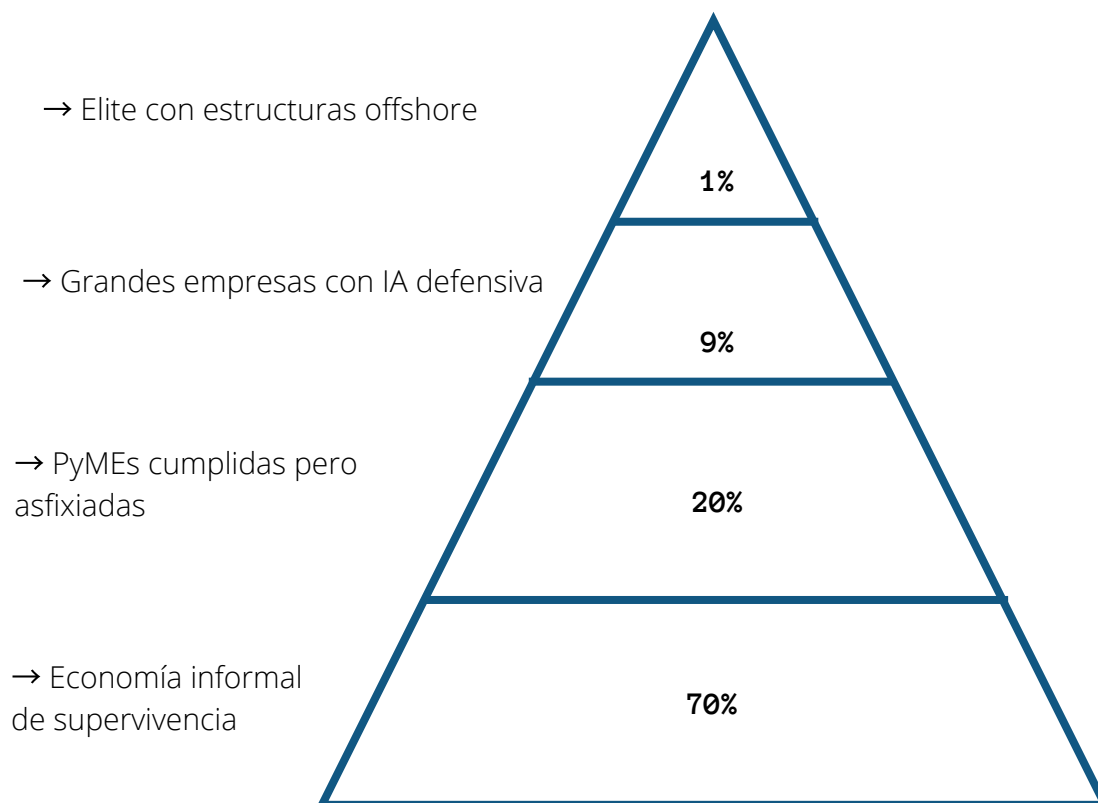 → Elite con estructuras offshore
1%
→ Grandes empresas con IA defensiva
9%
→ PyMEs cumplidas pero
asfixiadas
20%
→ Economía informal
de supervivencia
70%